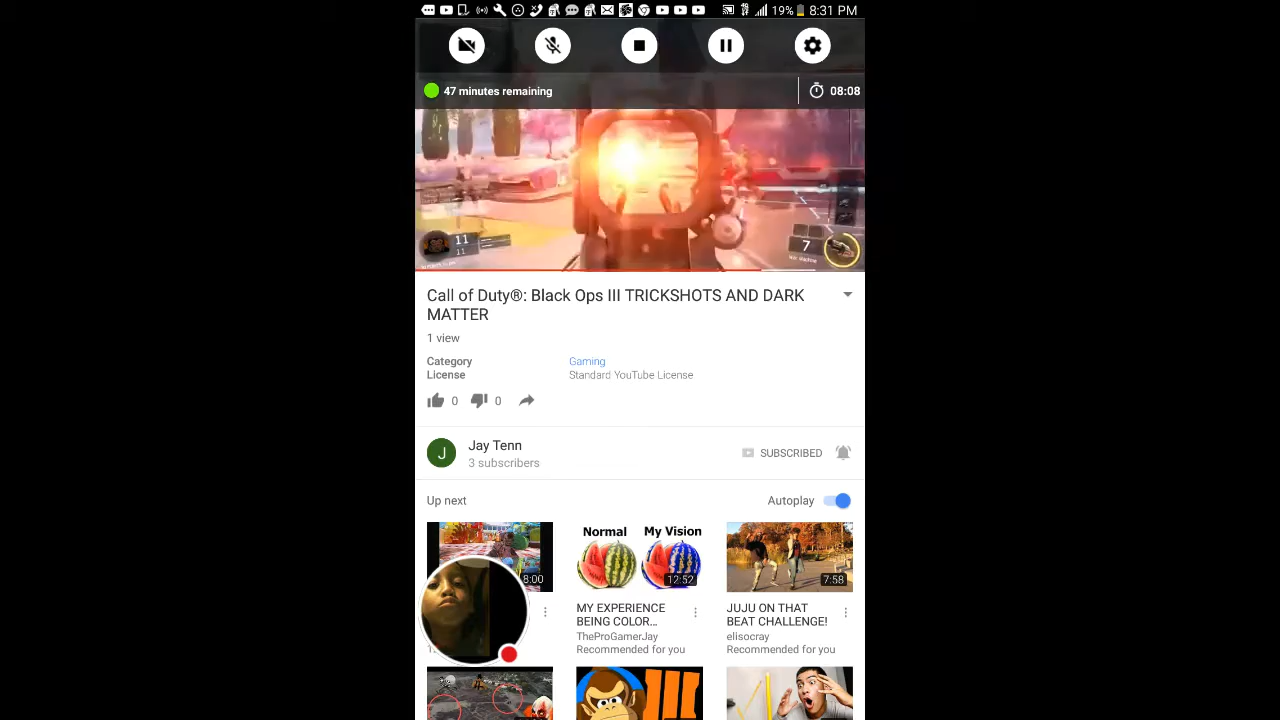 19% 8:31 PM
47 minutes remaining
08:08
11
11
7
Call of Duty®: Black Ops III TRICKSHOTS AND DARK
MATTER
1 view
Category Gaming
License Standard YouTube License
0 0
J
Jay Tenn
3 subscribers
SUBSCRIBED
Up next
Autoplay
8:00
Normal My Vision
12:52
7:58
MY EXPERIENCE
BEING COLOR...
TheProGamerJay
Recommended for you
JUJU ON THAT
BEAT CHALLENGE!
elisocray
Recommended for you